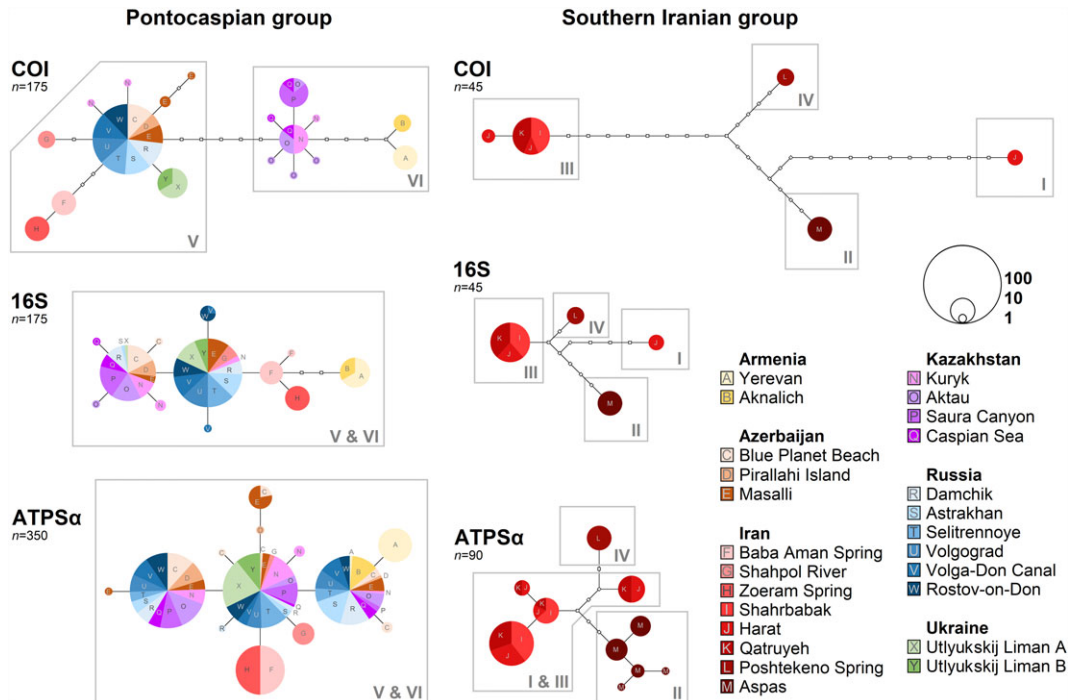 Pontocaspian group
Southern Iranian group
COI
n=175
V
VI
COI
n=45
III
IV
I
II
16S
n=175
V & VI
16S
n=45
III
IV
I
II
ATPSα
n=350
V & VI
ATPSα
n=90
IV
I & III
II
100
10
1
Armenia
A Yerevan
B Aknalich
Azerbaijan
C Blue Planet Beach
D Pirallahi Island
E Masalli
Iran
F Baba Aman Spring
G Shahpol River
H Zoeram Spring
I Shahrbabak
J Harat
K Qatruyeh
L Poshtekeno Spring
M Aspas
Kazakhstan
N Kuryk
O Aktau
P Saura Canyon
Q Caspian Sea
Russia
R Damchik
S Astrakhan
T Selitrennoye
U Volgograd
V Volga-Don Canal
W Rostov-on-Don
Ukraine
X Utlyukskij Liman A
Y Utlyukskij Liman B